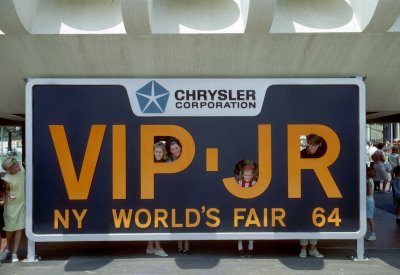 CHRYSLER
CORPORATION
VIP-JR
NY WORLD'S FAIR 64